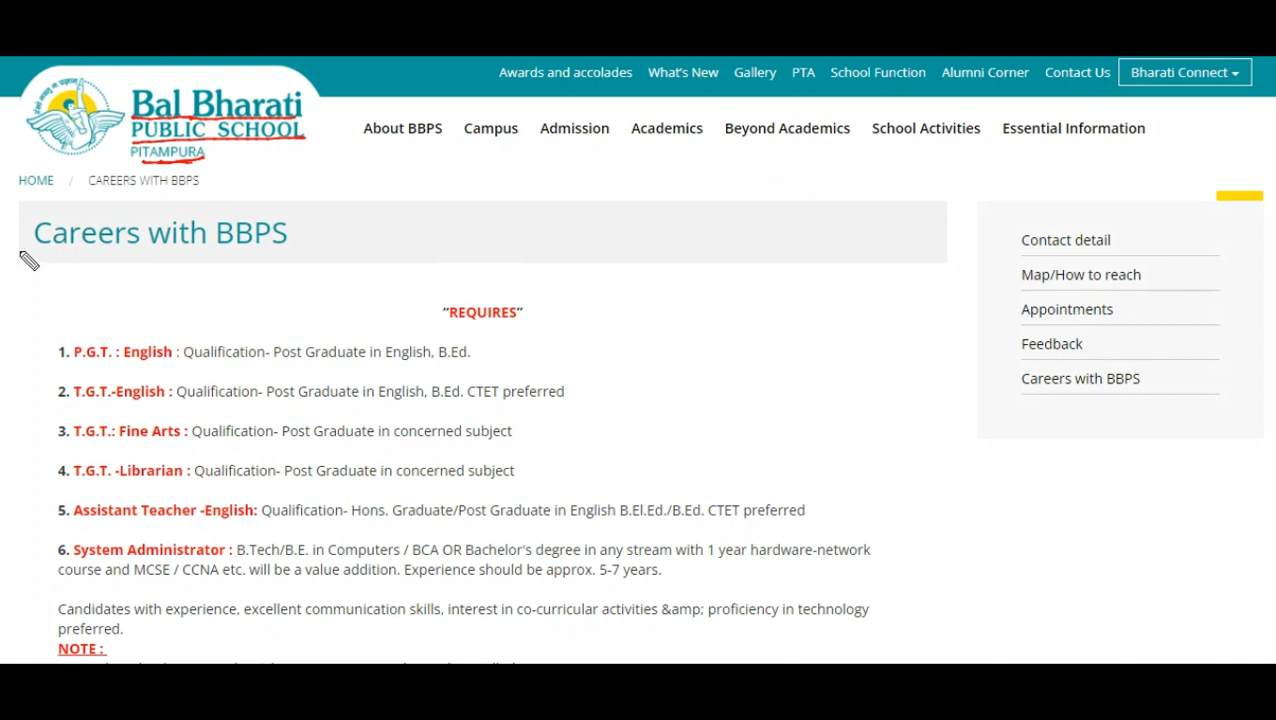 Awards and accolades What's New Gallery PTA School Function Alumni Corner Contact Us Bharati Connect
Bal Bharati
PUBLIC SCHOOL
PITAMPURA
About BBPS Campus Admission Academics Beyond Academics School Activities Essential Information
HOME / CAREERS WITH BBPS
Careers with BBPS
Contact detail
Map/How to reach
Appointments
Feedback
Careers with BBPS
"REQUIRES"
1. P.G.T. : English : Qualification- Post Graduate in English, B.Ed.
2. T.G.T.-English : Qualification- Post Graduate in English, B.Ed. CTET preferred
3. T.G.T.: Fine Arts : Qualification- Post Graduate in concerned subject
4. T.G.T. -Librarian : Qualification- Post Graduate in concerned subject
5. Assistant Teacher -English: Qualification- Hons. Graduate/Post Graduate in English B.El.Ed./B.Ed. CTET preferred
6. System Administrator : B.Tech/B.E. in Computers / BCA OR Bachelor's degree in any stream with 1 year hardware-network
course and MCSE / CCNA etc. will be a value addition. Experience should be approx. 5-7 years.
Candidates with experience, excellent communication skills, interest in co-curricular activities &amp; proficiency in technology
preferred.
NOTE :